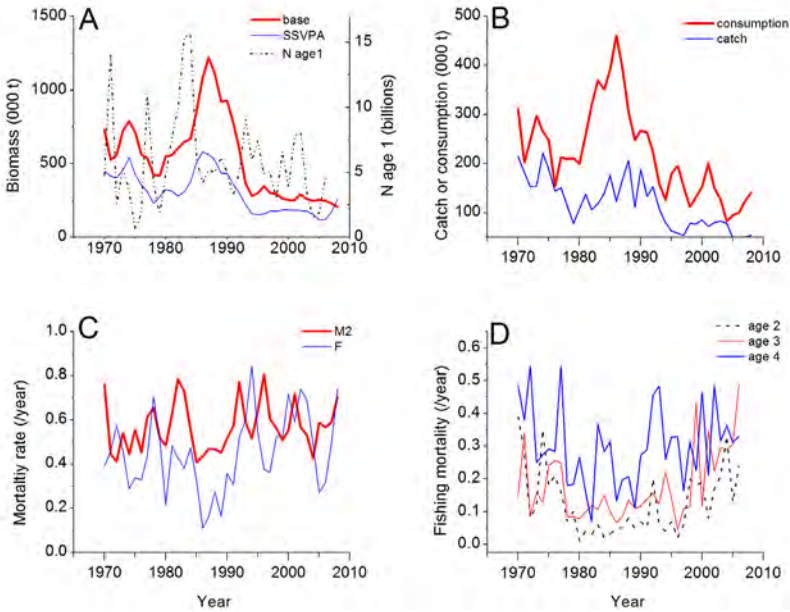 A
base
SSVPA
N age1
Biomass (000 t)
1500
1000
500
0
15
10
5
0
N age 1 (billions)
1970 1980 1990 2000 2010
B
consumption
catch
Catch or consumption (000 t)
500
400
300
200
100
1970 1980 1990 2000 2010
C
M2
F
Mortaltiy rate (/year)
1.0
0.8
0.6
0.4
0.2
0.0
1970 1980 1990 2000 2010
Year
D
age 2
age 3
age 4
Fishing mortality (/year)
0.6
0.5
0.4
0.3
0.2
0.1
0.0
1970 1980 1990 2000 2010
Year